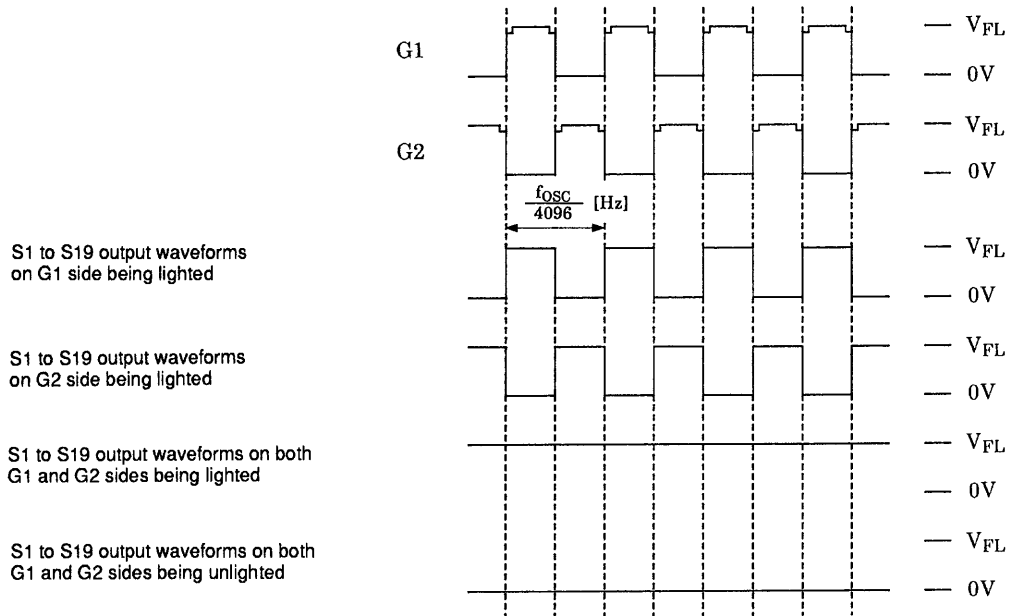 G1
V_FL
0V
G2
V_FL
0V
f_OSC
4096
[Hz]
S1 to S19 output waveforms
on G1 side being lighted
V_FL
0V
S1 to S19 output waveforms
on G2 side being lighted
V_FL
0V
S1 to S19 output waveforms on both
G1 and G2 sides being lighted
V_FL
0V
S1 to S19 output waveforms on both
G1 and G2 sides being unlighted
V_FL
0V